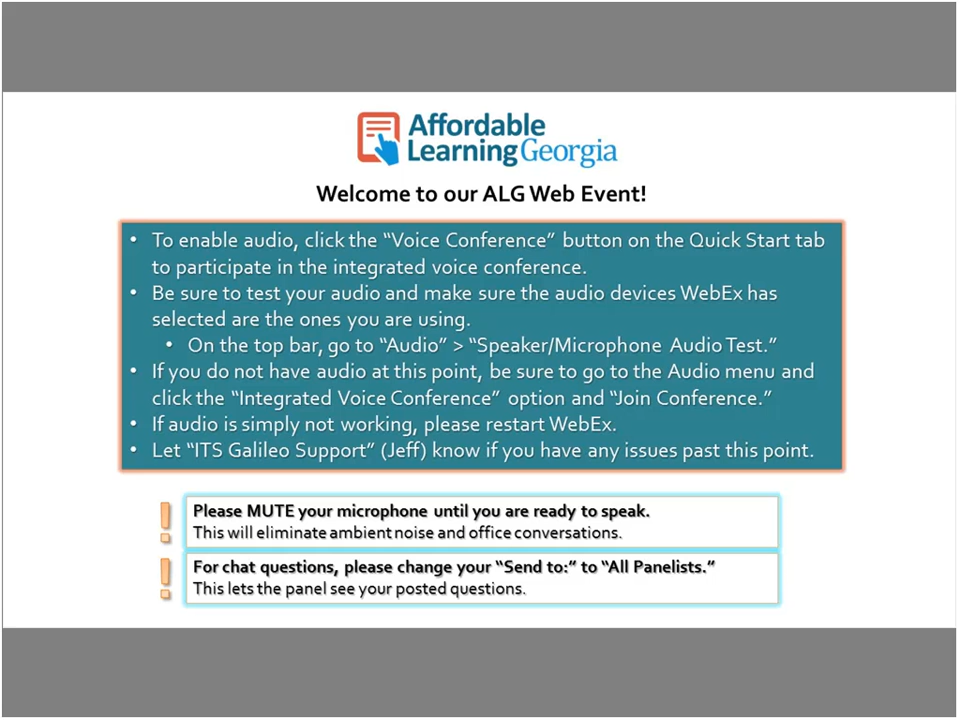 Affordable
Learning Georgia
Welcome to our ALG Web Event!
• To enable audio, click the “Voice Conference” button on the Quick Start tab
to participate in the integrated voice conference.
• Be sure to test your audio and make sure the audio devices WebEx has
selected are the ones you are using.
• On the top bar, go to “Audio” > “Speaker/Microphone Audio Test.”
• If you do not have audio at this point, be sure to go to the Audio menu and
click the “Integrated Voice Conference” option and “Join Conference.”
• If audio is simply not working, please restart WebEx.
• Let “ITS Galileo Support” (Jeff) know if you have any issues past this point.
! Please MUTE your microphone until you are ready to speak.
This will eliminate ambient noise and office conversations.
! For chat questions, please change your “Send to:” to “All Panelists.”
This lets the panel see your posted questions.